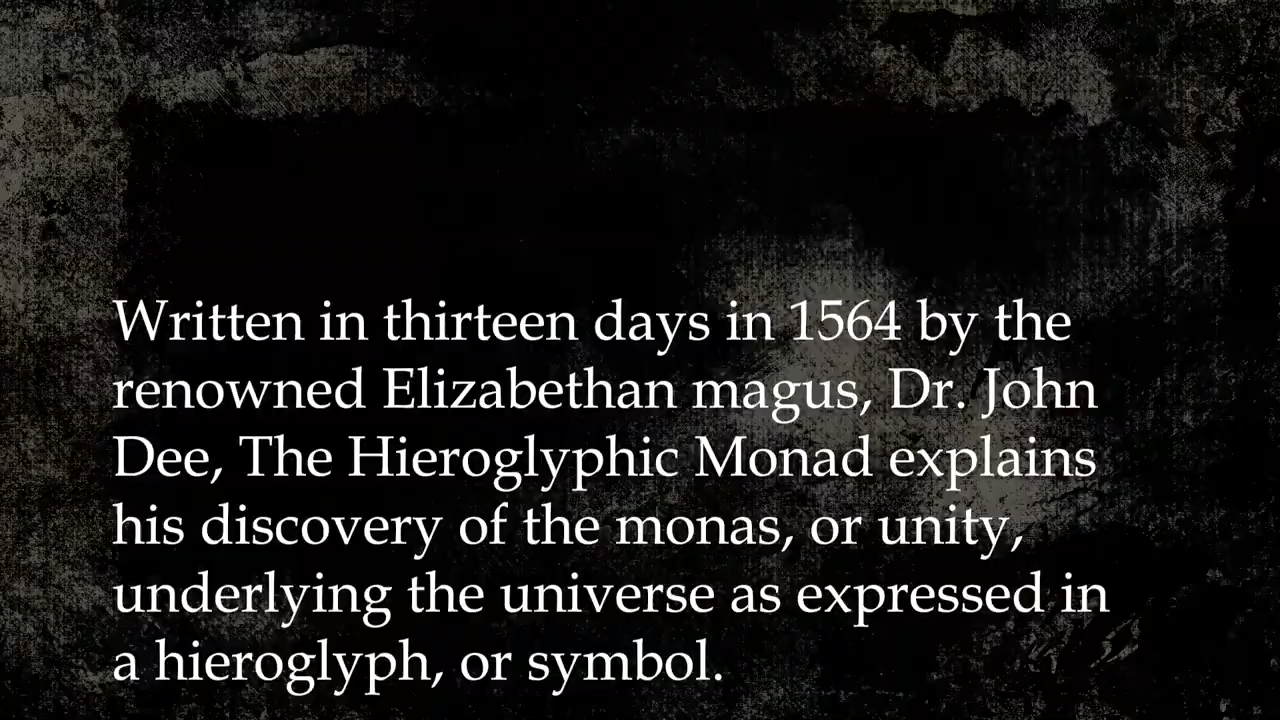 Written in thirteen days in 1564 by the
renowned Elizabethan magus, Dr. John
Dee, The Hieroglyphic Monad explains
his discovery of the monas, or unity,
underlying the universe as expressed in
a hieroglyph, or symbol.